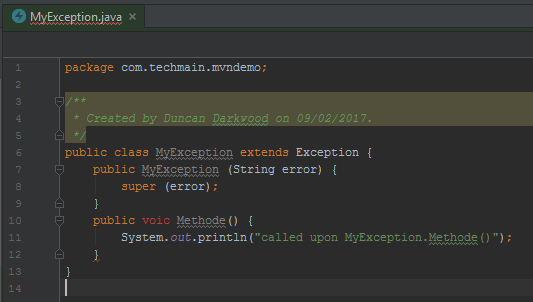 MyException.java
1 package com.techmain.mvndemo;
2
3 /**
4 * Created by Duncan Darkwood on 09/02/2017.
5 */
6 public class MyException extends Exception {
7 public MyException (String error) {
8 super (error);
9 }
10 public voic Methode() {
11 System.out.println("called upon MyException.Methode()");
12 }
13 }
14